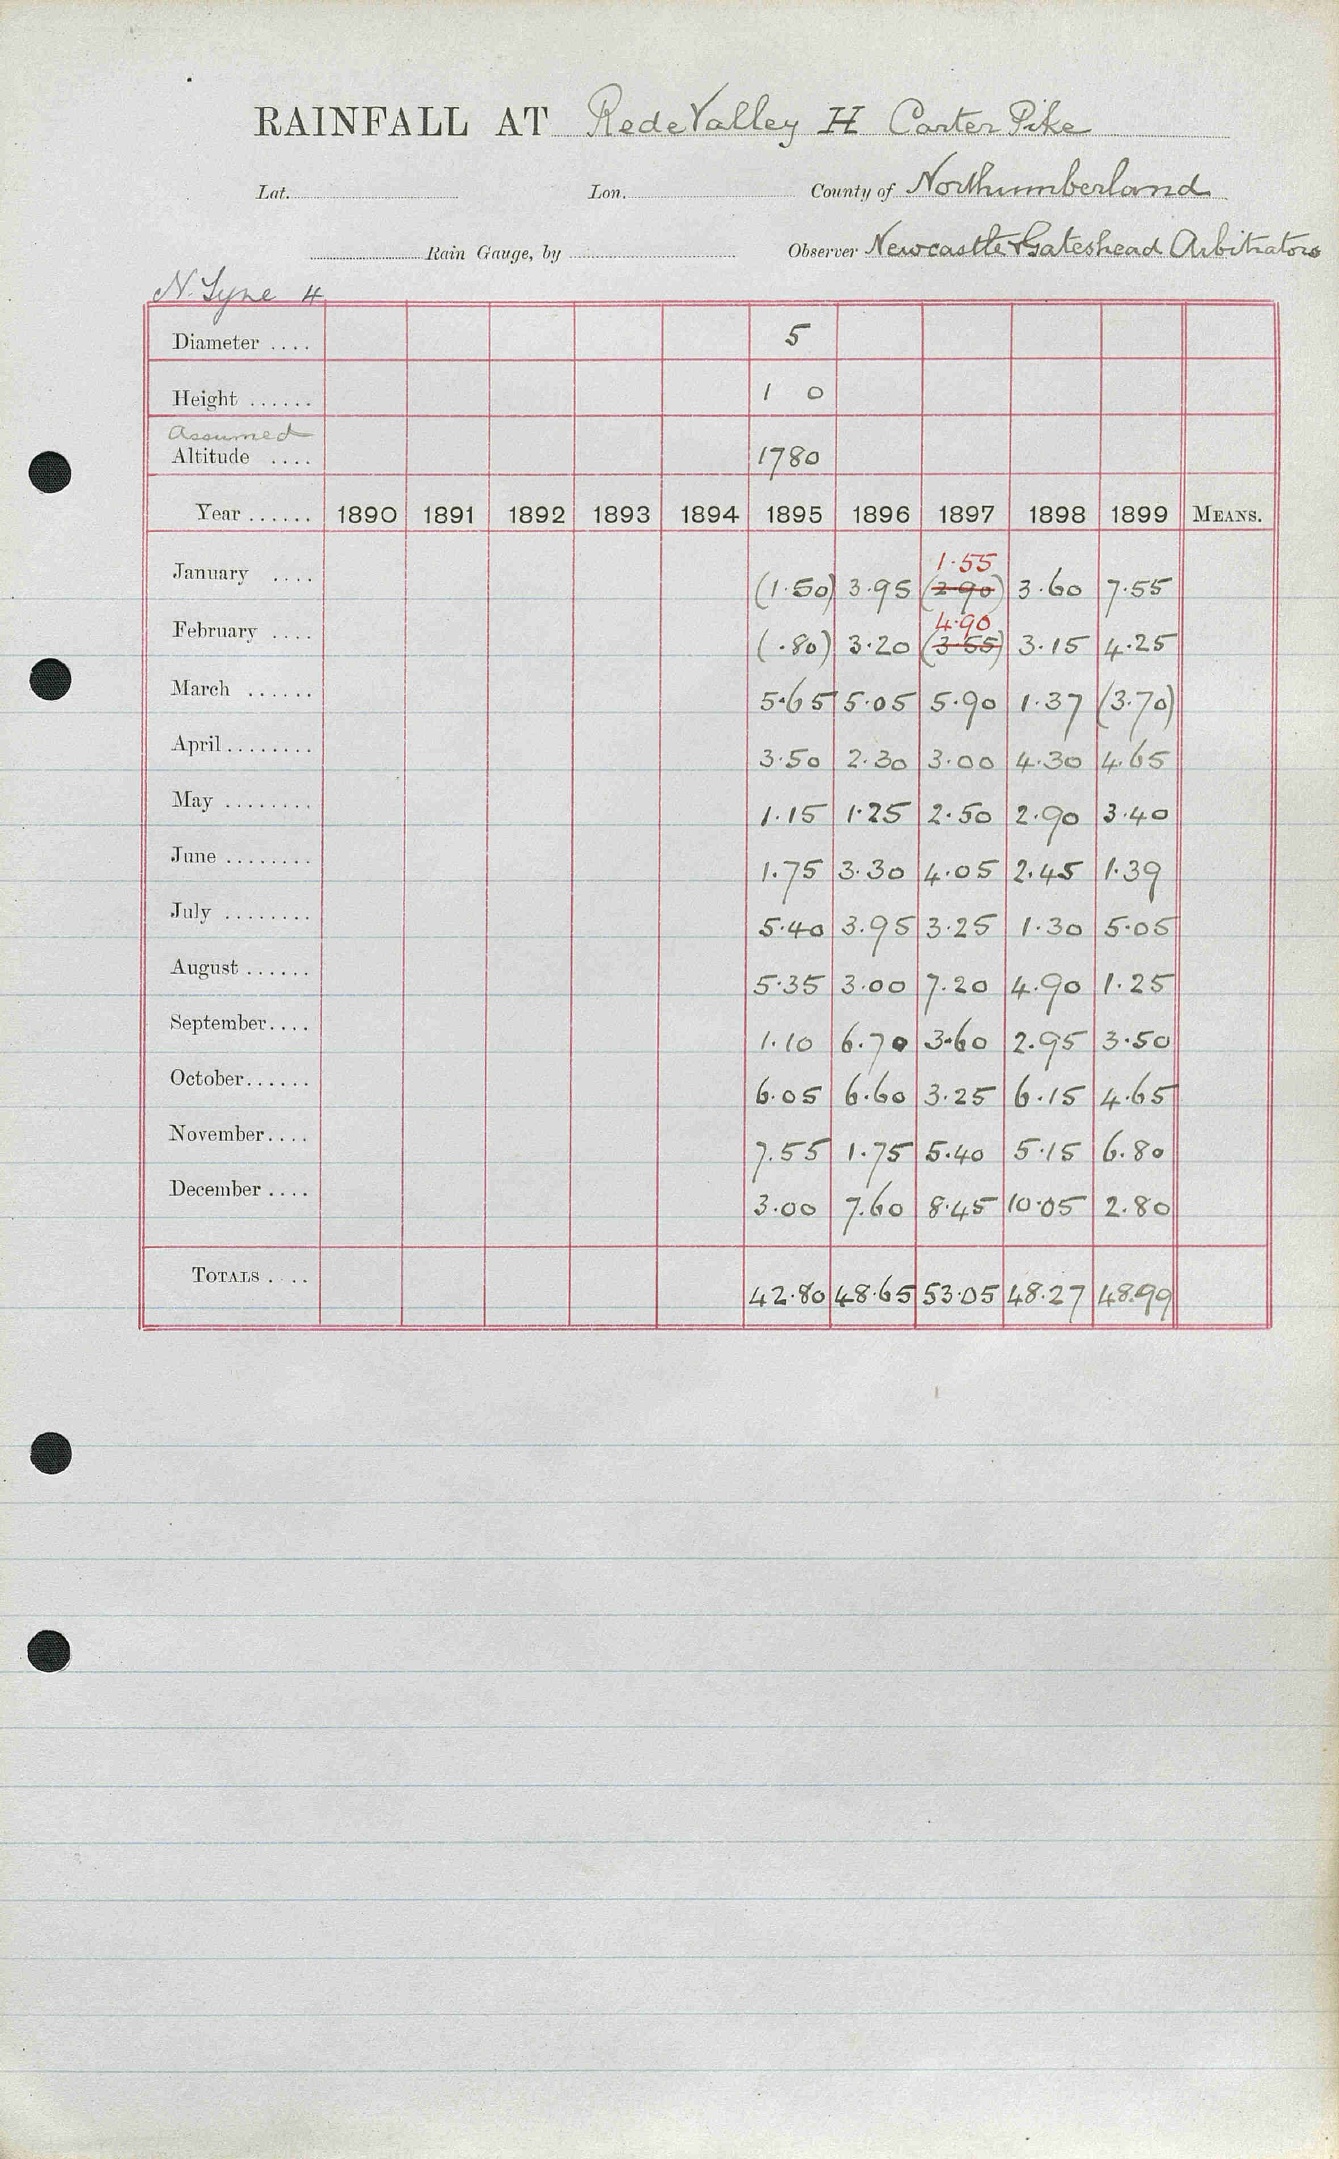 RAINFALL AT Rede Valley H Carter Pike
Lat. Lon. County of Northumberland
Rain Gauge, by Observer Newcastle & Gateshead Arbitrators
N. Tyne 4
Diameter .... 5
Height ...... 1 0
Assumed
Altitude .... 1780
Year ...... 1890 1891 1892 1893 1894 1895 1896 1897 1898 1899 MEANS.
1.55
January .... (1.50) 3.95 (2.90) 3.60 7.55
4.90
February .... (.80) 3.20 (3.55) 3.15 4.25
March ...... 5.65 5.05 5.90 1.37 (3.70)
April ........ 3.50 2.30 3.00 4.30 4.65
May ........ 1.15 1.25 2.50 2.90 3.40
June ........ 1.75 3.30 4.05 2.45 1.39
July ........ 5.40 3.95 3.25 1.30 5.05
August ...... 5.35 3.00 7.20 4.90 1.25
September.... 1.10 6.70 3.60 2.95 3.50
October...... 6.05 6.60 3.25 6.15 4.65
November.... 7.55 1.75 5.40 5.15 6.80
December .... 3.00 7.60 8.45 10.05 2.80
TOTALS .... 42.80 48.65 53.05 48.27 48.99